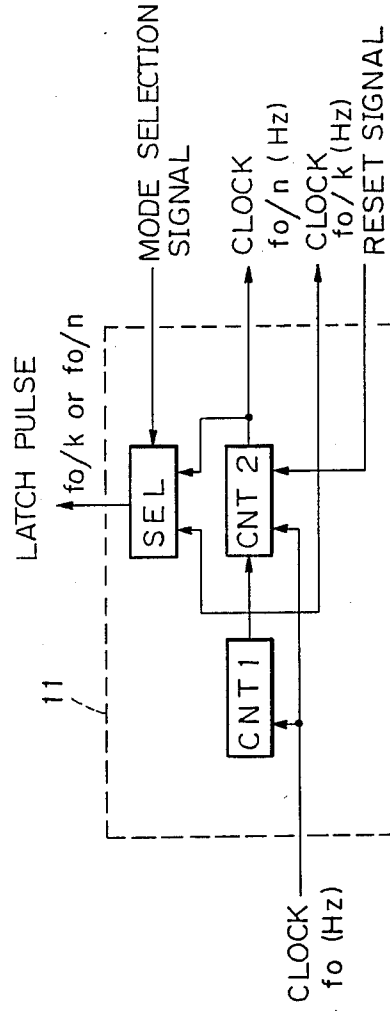 LATCH PULSE
fo/k or fo/n
MODE SELECTION
SIGNAL
11
SEL
CNT1
CNT 2
CLOCK
fo/n (Hz)
CLOCK
fo/k (Hz)
RESET SIGNAL
CLOCK
fo (Hz)